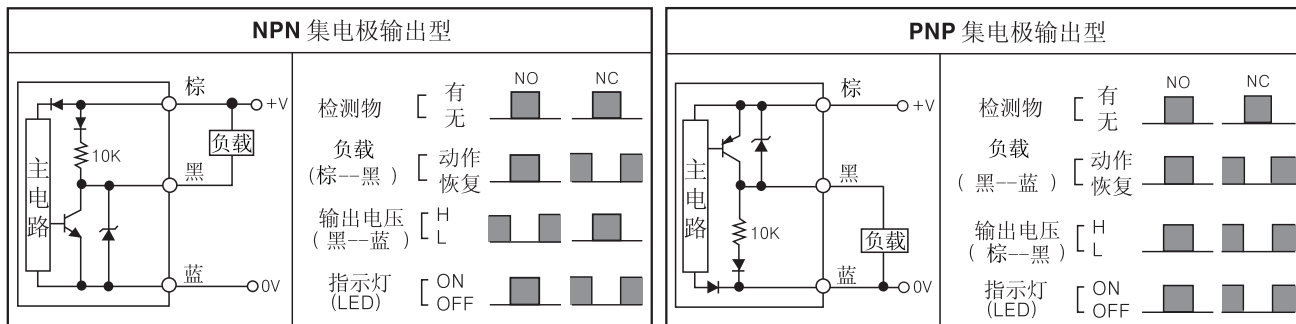 NPN 集电极输出型
棕
+V
负载
10K
黑
主电路
蓝
0V
NO NC
检测物 有
无
负载 动作
(棕--黑 ) 恢复
输出电压 H
( 黑--蓝 ) L
指示灯 ON
(LED) OFF
PNP 集电极输出型
棕
+V
主电路
黑
10K
负载
蓝
0V
NO NC
检测物 有
无
负载 动作
( 黑--蓝 ) 恢复
输出电压 H
( 棕--黑 ) L
指示灯 ON
(LED) OFF